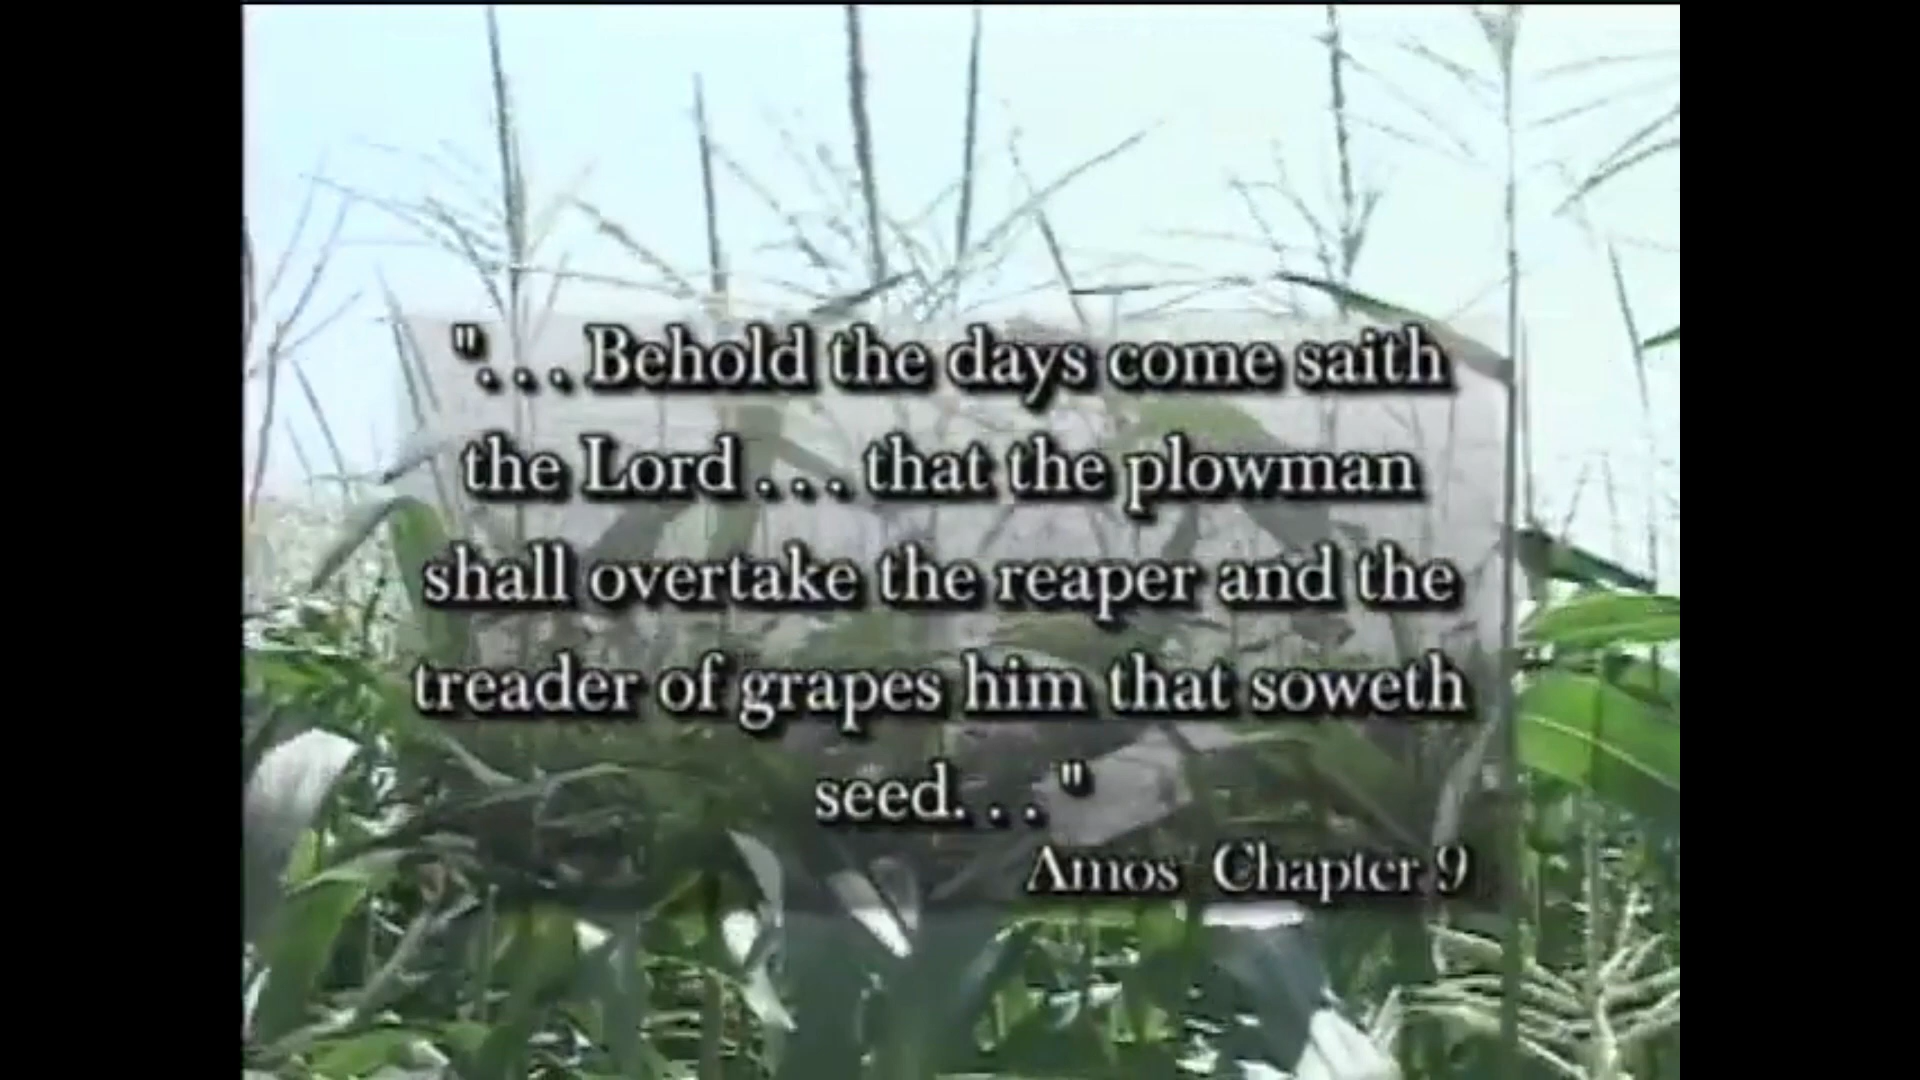 ". . . Behold the days come saith
the Lord . . . that the plowman
shall overtake the reaper and the
treader of grapes him that soweth
seed. . . "
Amos Chapter 9